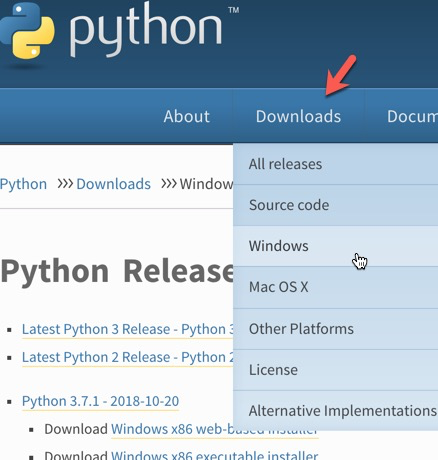 python™
About Downloads Docum
Python >>> Downloads >>> Window
All releases
Source code
Windows
Mac OS X
Other Platforms
License
Alternative Implementations
Python Release
Latest Python 3 Release - Python 3
Latest Python 2 Release - Python 2
Python 3.7.1 - 2018-10-20
Download Windows x86 web-based installer
Download Windows x86 executable installer